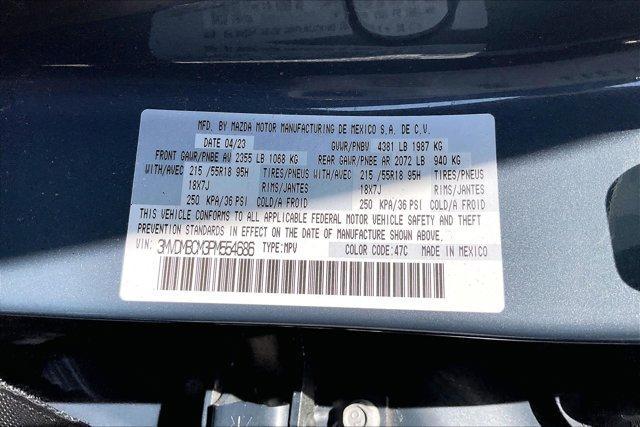 MFD. BY MAZDA MOTOR MANUFACTURING DE MEXICO S.A. DE C.V.
DATE 04/23 GVWR/PNBV 4381 LB 1987 KG
FRONT GAWR/PNBE AV 2355 LB 1068 KG REAR GAWR/PNBE AR 2072 LB 940 KG
WITH/AVEC 215 /55R18 95H TIRES/PNEUS WITH/AVEC 215 /55R18 95H TIRES/PNEUS
18X7J RIMS/JANTES 18X7J RIMS/JANTES
250 KPA/36 PSI COLD/A FROID 250 KPA/36 PSI COLD/A FROID
THIS VEHICLE CONFORMS TO ALL APPLICABLE FEDERAL MOTOR VEHICLE SAFETY AND THEFT
PREVENTION STANDARDS IN EFFECT ON THE DATE OF MANUFACTURE SHOWN ABOVE.
VIN: 3MVDMBCM3PM554686 TYPE:MPV COLOR CODE:47C MADE IN MEXICO